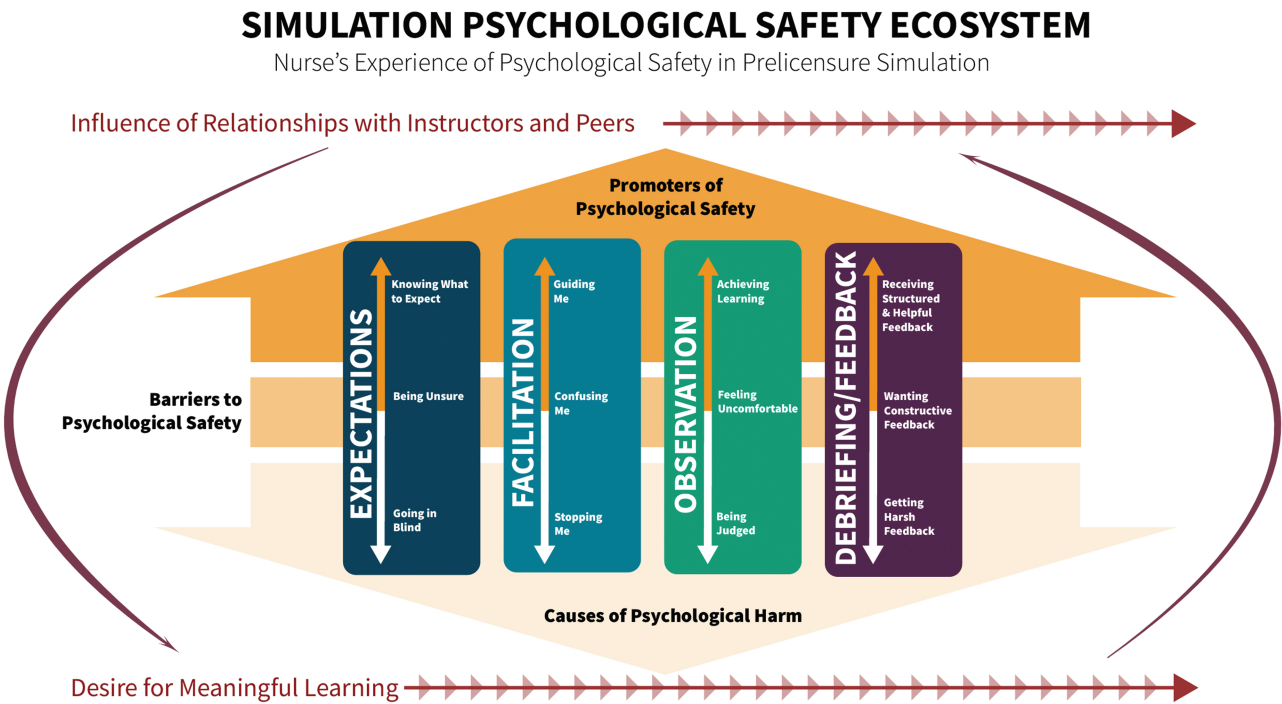 SIMULATION PSYCHOLOGICAL SAFETY ECOSYSTEM
Nurse’s Experience of Psychological Safety in Prelicensure Simulation
Influence of Relationships with Instructors and Peers
Promoters of
Psychological Safety
Barriers to
Psychological Safety
EXPECTATIONS
Knowing What
to Expect
Being Unsure
Going in
Blind
FACILITATION
Guiding
Me
Confusing
Me
Stopping
Me
OBSERVATION
Achieving
Learning
Feeling
Uncomfortable
Being
Judged
DEBRIEFING/FEEDBACK
Receiving
Structured
& Helpful
Feedback
Wanting
Constructive
Feedback
Getting
Harsh
Feedback
Causes of Psychological Harm
Desire for Meaningful Learning